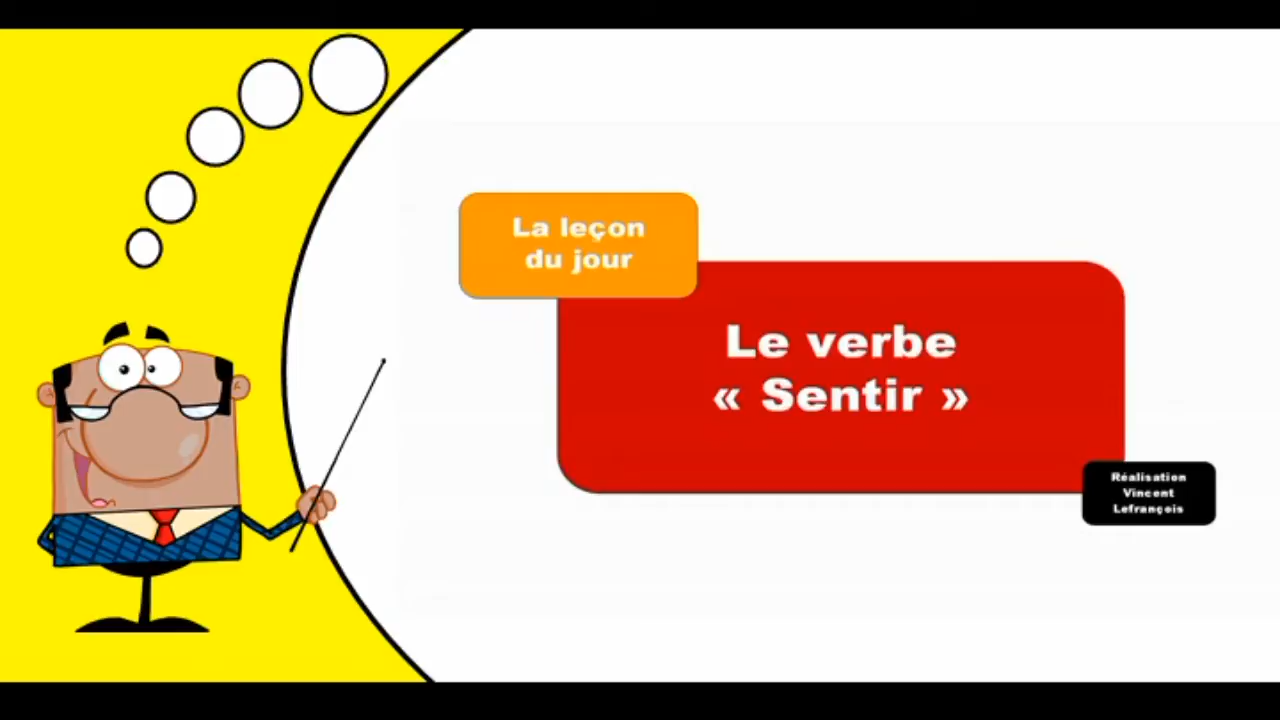 La leçon
du jour
Le verbe
« Sentir »
Réalisation
Vincent
Lefrançois